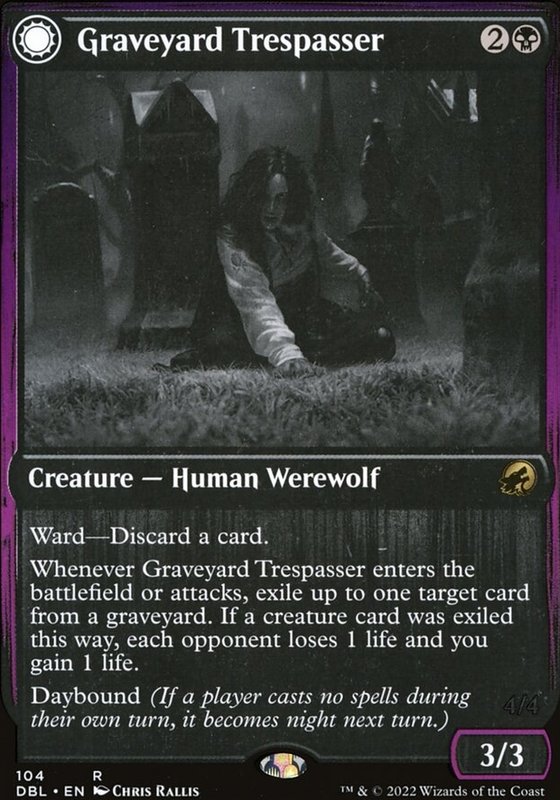 Graveyard Trespasser 2
Creature — Human Werewolf
Ward—Discard a card.
Whenever Graveyard Trespasser enters the
battlefield or attacks, exile up to one target card
from a graveyard. If a creature card was exiled
this way, each opponent loses 1 life and you
gain 1 life.
Daybound (If a player casts no spells during
their own turn, it becomes night next turn.)
4/4
3/3
104 R
DBL • EN Chris Rallis
™ & © 2022 Wizards of the Coast